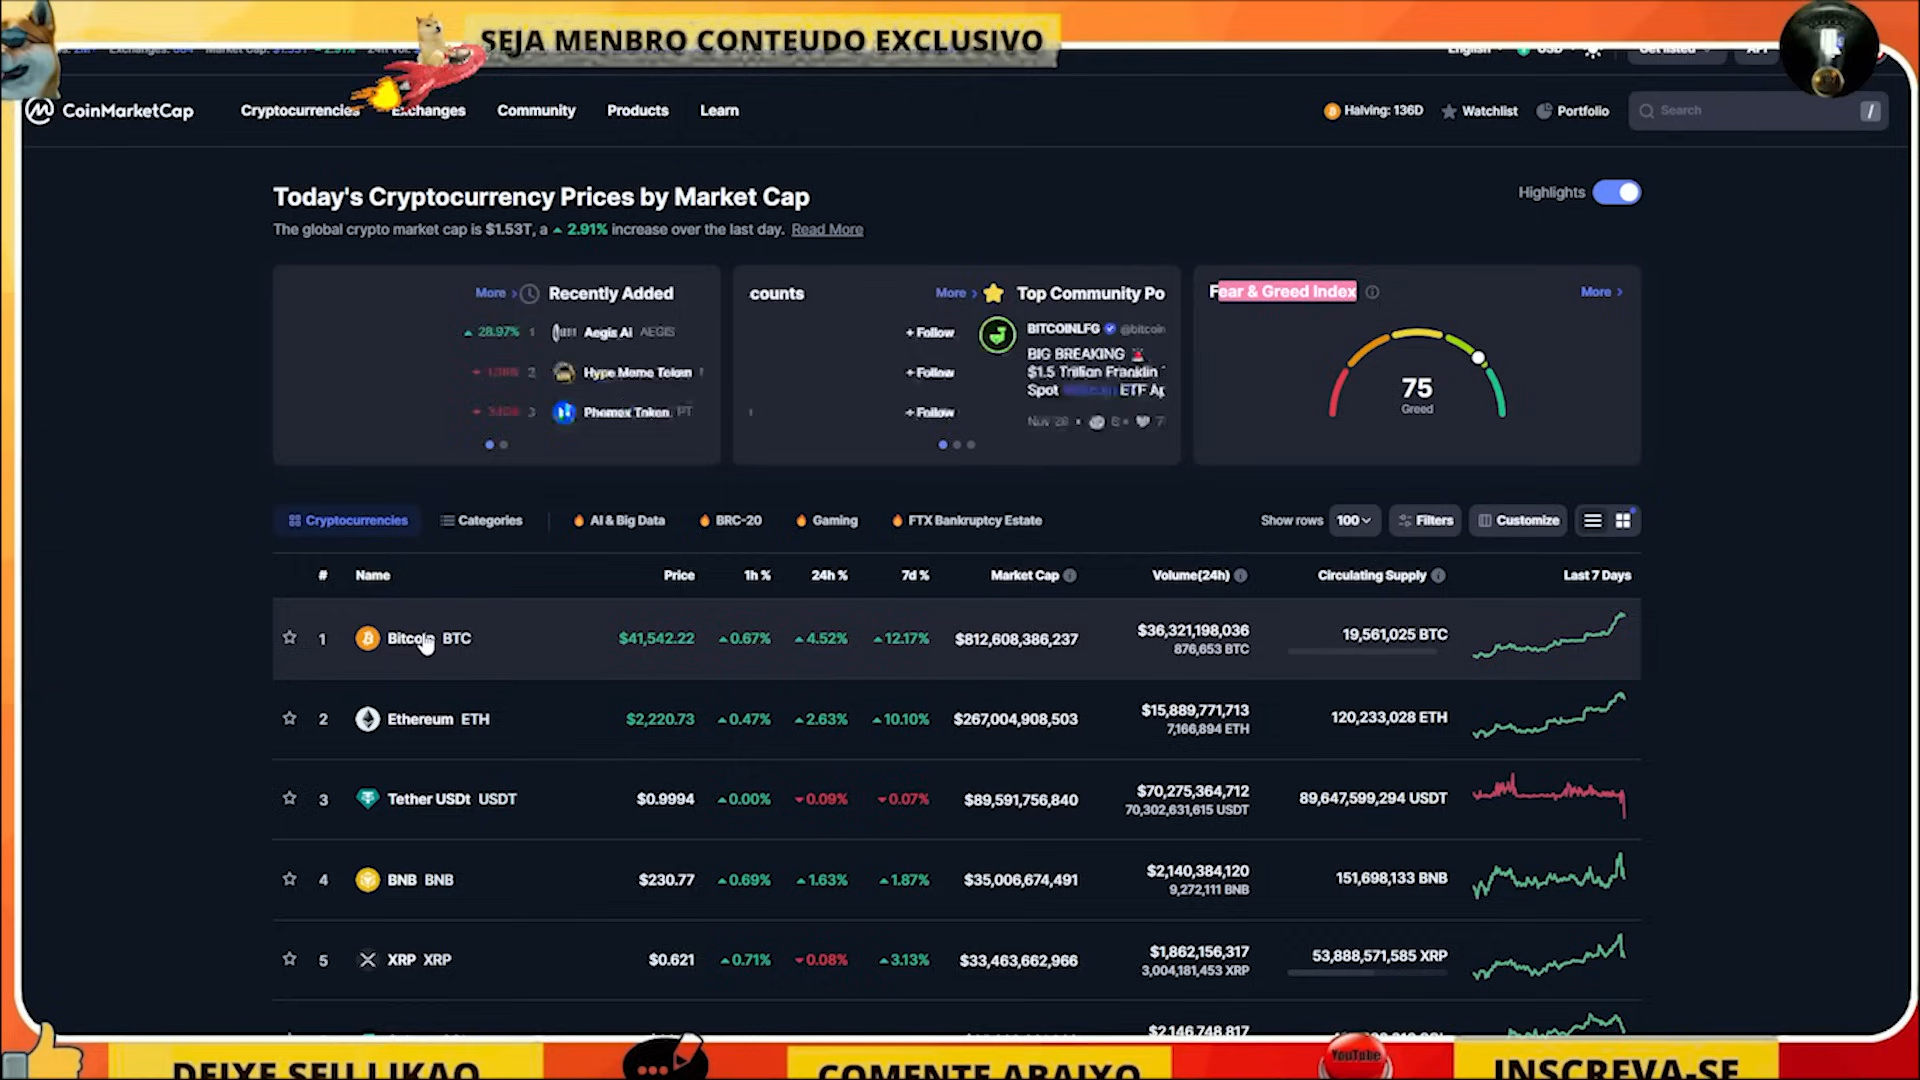 SEJA MENBRO CONTEUDO EXCLUSIVO
CoinMarketCap
Cryptocurrencies
Exchanges
Community
Products
Learn
Halving: 136D
Watchlist
Portfolio
Search
/
Today's Cryptocurrency Prices by Market Cap
Highlights
The global crypto market cap is $1.53T, a 2.91% increase over the last day. Read More
More
Recently Added
28.97% 1 Aegis AI AEGIS
2 Hype Meme Token
3 Phemex Token PT
counts
More
Top Community Po
+ Follow
+ Follow
+ Follow
BITCOINLFG @bitcoin
BIG BREAKING
$1.5 Trillion Franklin
Spot ETF Ap
Fear & Greed Index
More
75
Greed
Cryptocurrencies
Categories
AI & Big Data
BRC-20
Gaming
FTX Bankruptcy Estate
Show rows
100
Filters
Customize
# Name Price 1h % 24h % 7d % Market Cap Volume(24h) Circulating Supply Last 7 Days
1 Bitcoin BTC $41,542.22 0.67% 4.52% 12.17% $812,608,386,237 $36,321,198,036 19,561,025 BTC
876,653 BTC
2 Ethereum ETH $2,220.73 0.47% 2.63% 10.10% $267,004,908,503 $15,889,771,713 120,233,028 ETH
7,166,894 ETH
3 Tether USDt USDT $0.9994 0.00% 0.09% 0.07% $89,591,756,840 $70,275,364,712 89,647,599,294 USDT
70,302,631,615 USDT
4 BNB BNB $230.77 0.69% 1.63% 1.87% $35,006,674,491 $2,140,384,120 151,698,133 BNB
9,272,111 BNB
5 XRP XRP $0.621 0.71% 0.08% 3.13% $33,463,662,966 $1,862,156,317 53,888,571,585 XRP
3,004,181,453 XRP
$2,146,748,817
DEIXE SEU LIKAO
COMENTE ABAIXO
YouTube
INSCREVA-SE